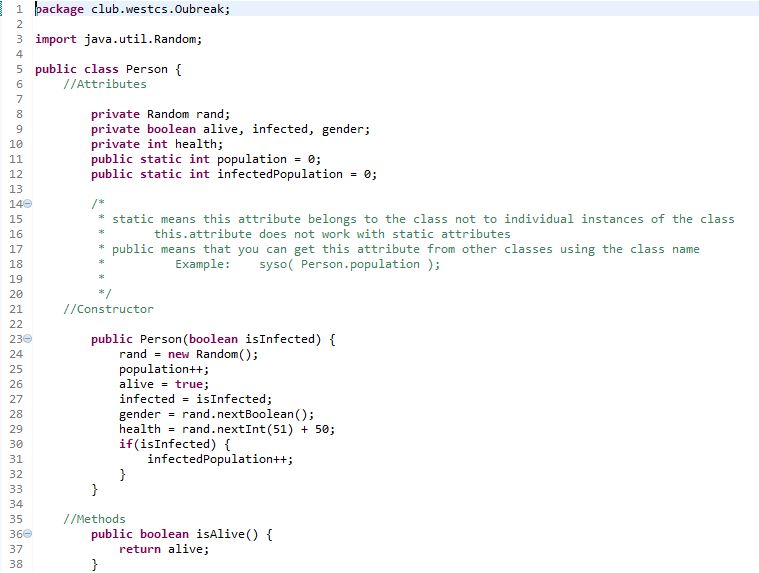 1 package club.westcs.Oubreak;
2
3 import java.util.Random;
4
5 public class Person {
6 //Attributes
7
8 private Random rand;
9 private boolean alive, infected, gender;
10 private int health;
11 public static int population = 0;
12 public static int infectedPopulation = 0;
13
14 /*
15 * static means this attribute belongs to the class not to individual instances of the class
16 * this.attribute does not work with static attributes
17 * public means that you can get this attribute from other classes using the class name
18 * Example: syso( Person.population );
19 *
20 */
21 //Constructor
22
23 public Person(boolean isInfected) {
24 rand = new Random();
25 population++;
26 alive = true;
27 infected = isInfected;
28 gender = rand.nextBoolean();
29 health = rand.nextInt(51) + 50;
30 if(isInfected) {
31 infectedPopulation++;
32 }
33 }
34
35 //Methods
36 public boolean isAlive() {
37 return alive;
38 }